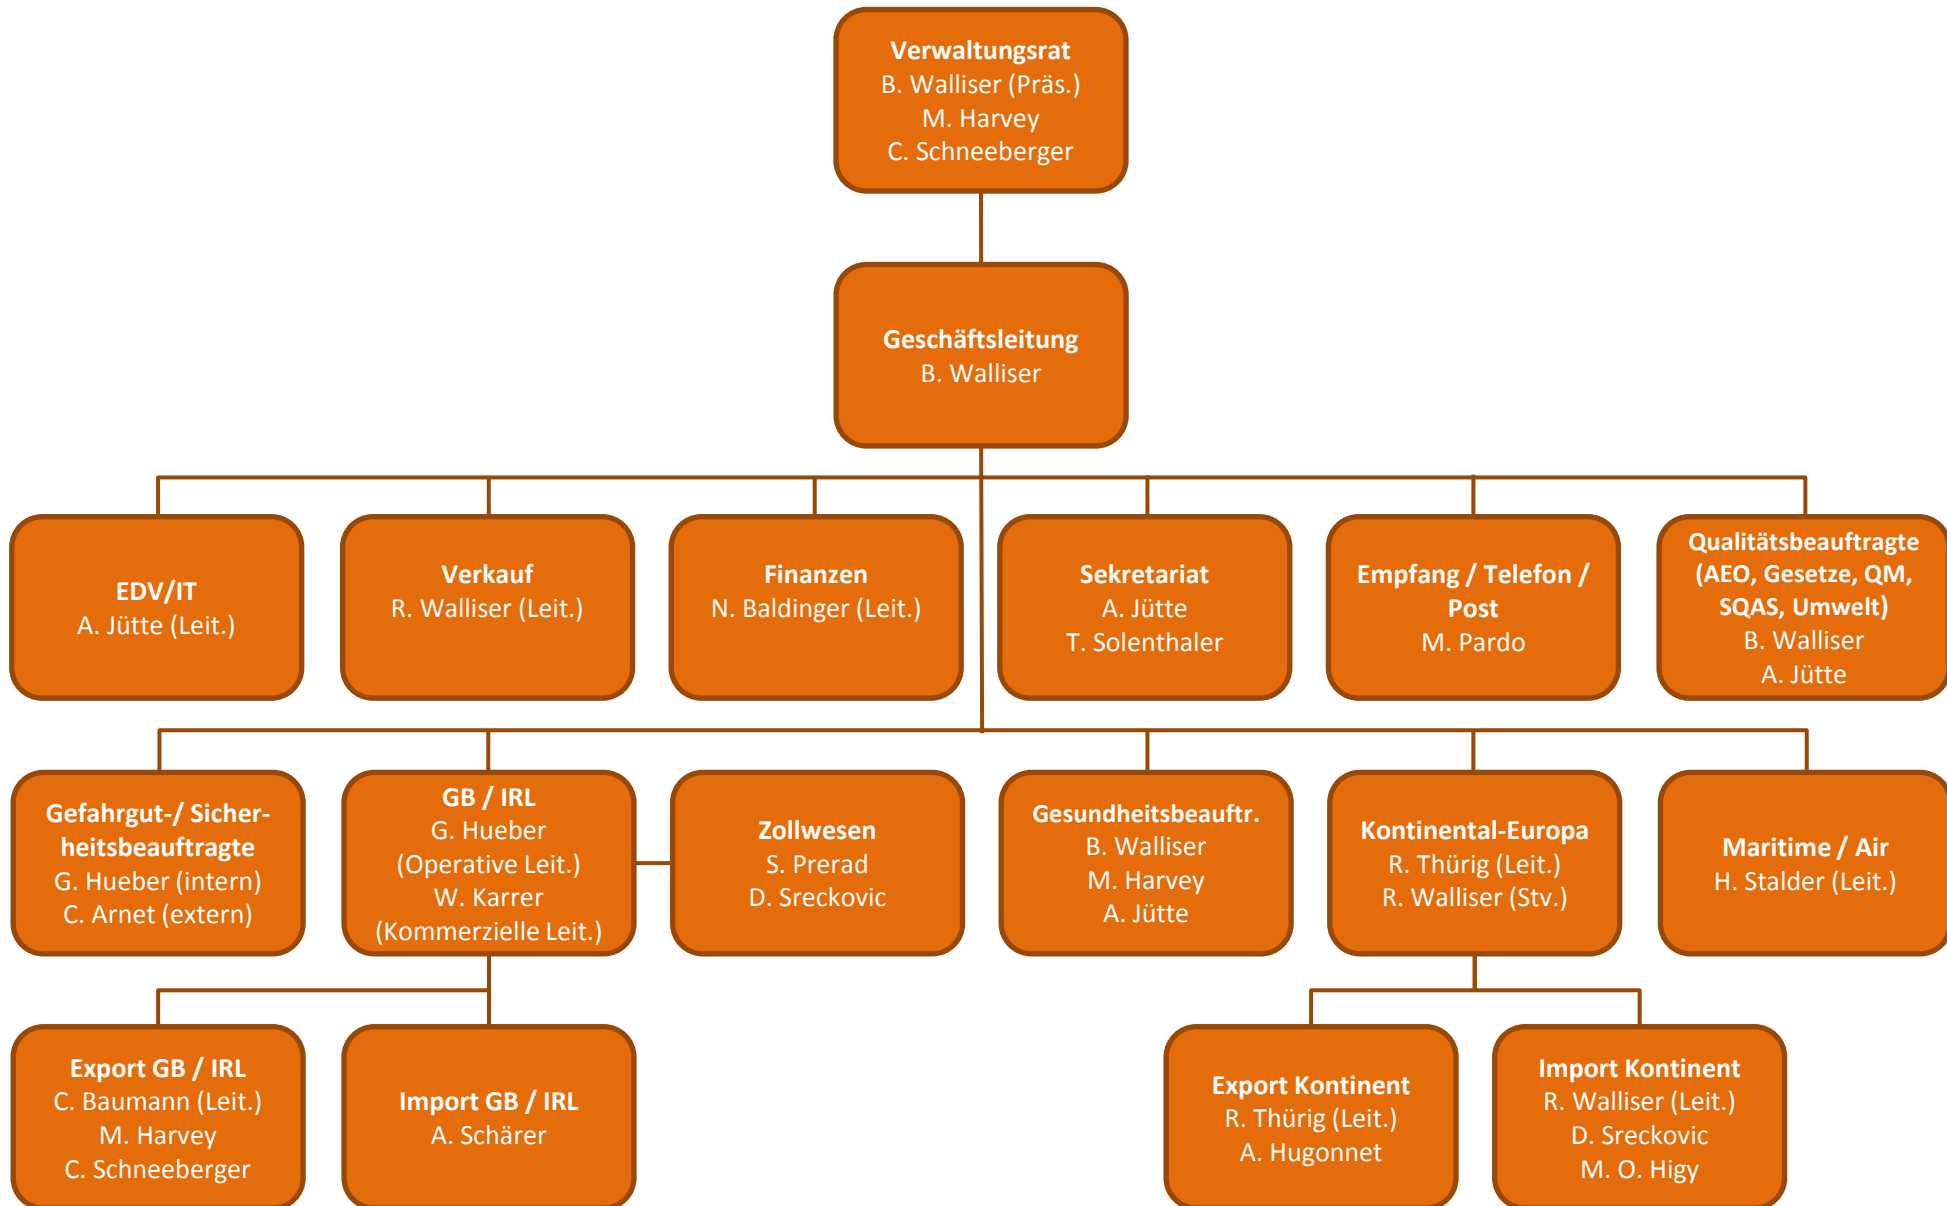 Verwaltungsrat
B. Walliser (Präs.)
M. Harvey
C. Schneeberger
Geschäftsleitung
B. Walliser
EDV/IT
A. Jütte (Leit.)
Verkauf
R. Walliser (Leit.)
Finanzen
N. Baldinger (Leit.)
Sekretariat
A. Jütte
T. Solenthaler
Empfang / Telefon /
Post
M. Pardo
Qualitätsbeauftragte
(AEO, Gesetze, QM,
SQAS, Umwelt)
B. Walliser
A. Jütte
Gefahrgut-/ Sicher-
heitsbeauftragte
G. Hueber (intern)
C. Arnet (extern)
GB / IRL
G. Hueber
(Operative Leit.)
W. Karrer
(Kommerzielle Leit.)
Zollwesen
S. Prerad
D. Sreckovic
Gesundheitsbeauftr.
B. Walliser
M. Harvey
A. Jütte
Kontinental-Europa
R. Thürig (Leit.)
R. Walliser (Stv.)
Maritime / Air
H. Stalder (Leit.)
Export GB / IRL
C. Baumann (Leit.)
M. Harvey
C. Schneeberger
Import GB / IRL
A. Schärer
Export Kontinent
R. Thürig (Leit.)
A. Hugonnet
Import Kontinent
R. Walliser (Leit.)
D. Sreckovic
M. O. Higy